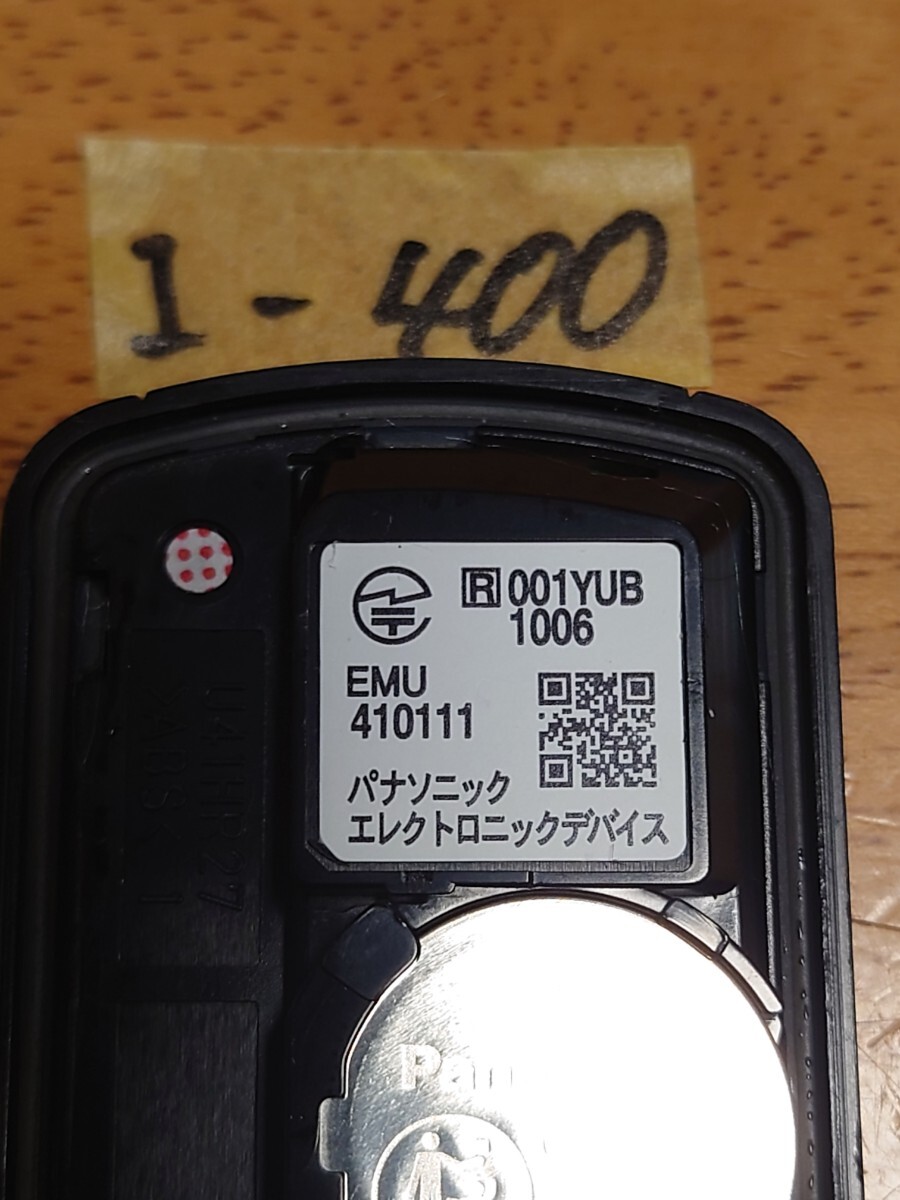 I-400
R 001YUB
1006
EMU
410111
パナソニック
エレクトロニックデバイス
Pan